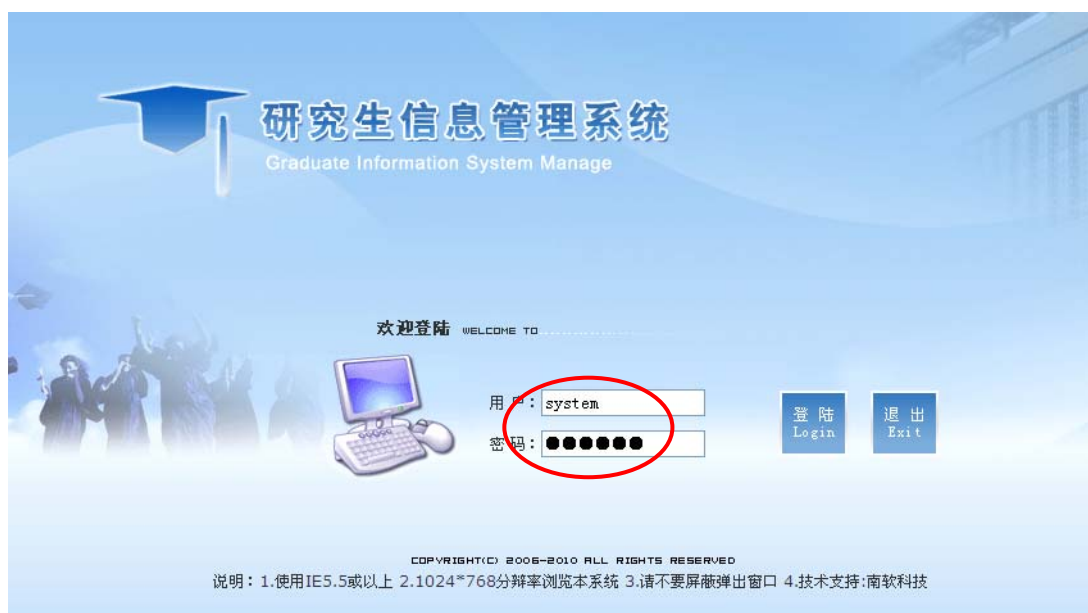 研究生信息管理系统
Graduate Information System Manage
欢迎登陆 WELCOME TO
用 户： system
密 码： ●●●●●●
登 陆
Login
退 出
Exit
COPYRIGHT(C) 2006-2010 ALL RIGHTS RESERVED
说明：1.使用IE5.5或以上 2.1024*768分辩率浏览本系统 3.请不要屏蔽弹出窗口 4.技术支持:南软科技